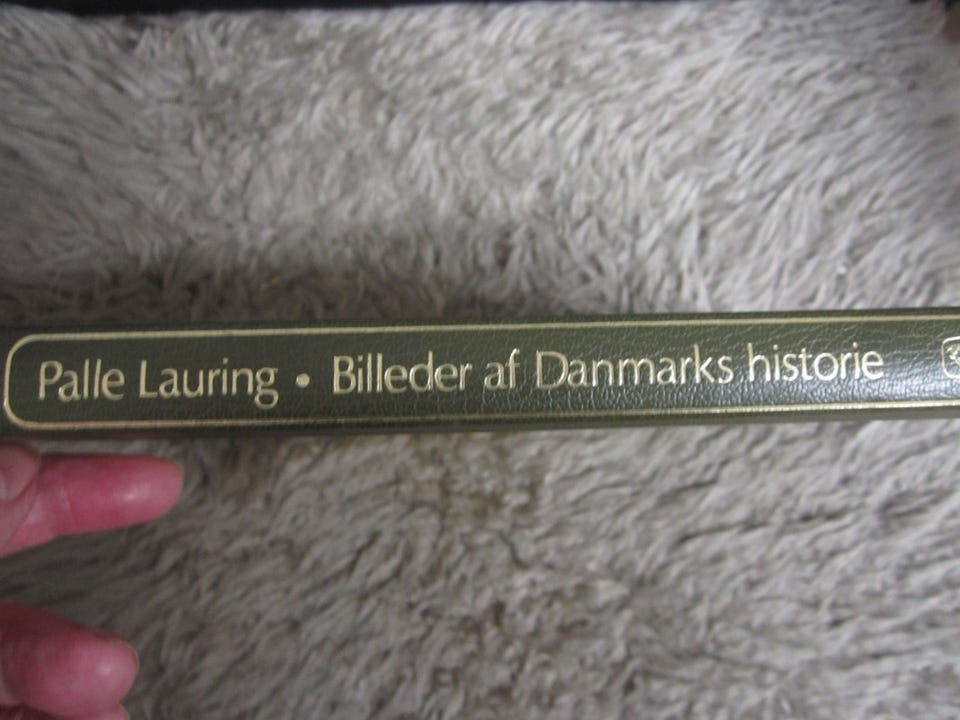 Palle Lauring • Billeder af Danmarks historie